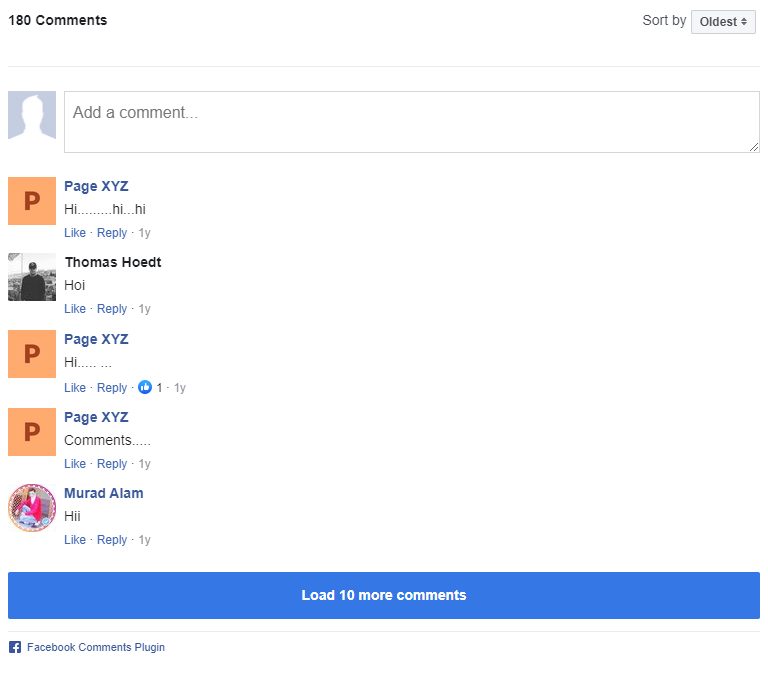 180 Comments
Sort by Oldest
Add a comment...
P
Page XYZ
Hi.........hi...hi
Like · Reply · 1y
Thomas Hoedt
Hoi
Like · Reply · 1y
P
Page XYZ
Hi..... ...
Like · Reply · 1 · 1y
P
Page XYZ
Comments.....
Like · Reply · 1y
Murad Alam
Hii
Like · Reply · 1y
Load 10 more comments
Facebook Comments Plugin